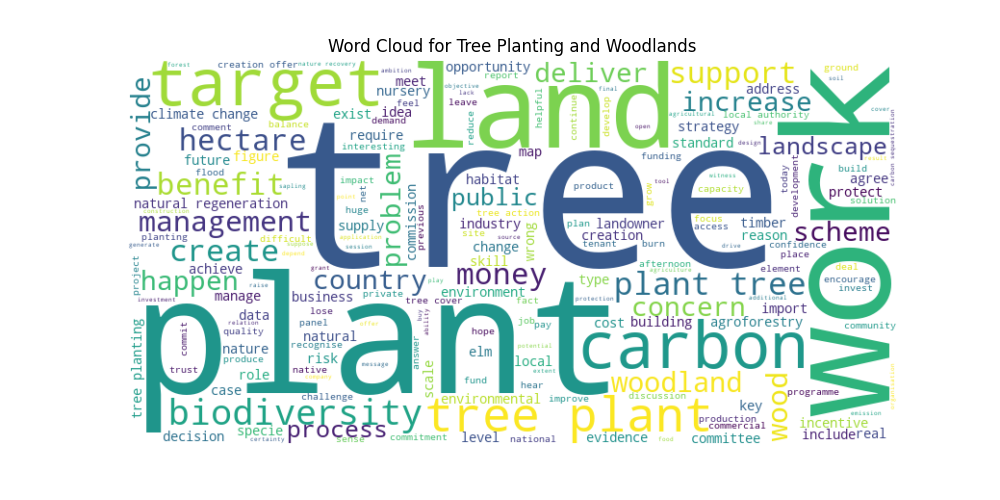 Word Cloud for Tree Planting and Woodlands
forest
creation offer
nature recovery
ambition
opportunity
deliver
support
ground
soil
target
land
work
provide
climate change
comment
balance
meet
nursery
feel
demand
leave
report
objective
lack
reduce
helpful
continue
final
develop
agricultural
share
increase
local authority
address
strategy
standard
open
design
cover
carbon sequestration
hectare
exist
idea
require
interesting
tree
map
funding
landscape
future
figure
flood
sapling
benefit
natural regeneration
management
construction
planting
generate
difficult
suppose
create
impact
net
huge
supply
point
application
session
problem
commission
previous
habitat
public
tree action
industry
site
source
change
skill
wrong
product
plan
landowner
creation
tenant
burn
grow
tool
witness
capacity
focus
access
drive
timber
reason
confidence
place
today
development
agree
protect
build
solution
result
scheme
deal
encourage
invest
happen
achieve
project
raise
grant
investment
manage
country
money
play
environment
business
private
tree cover
fact
type
afternoon
agriculture
protection
plant tree
element
additional
import
concern
data
quality
relation
lose
panel
offer
buy
ability
job
pay
cost
building
agroforestry
community
plant
tree planting
commit
trust
nature
produce
role
case
natural
recognise
risk
native
company
challenge
message
answer
scale
hope
elm
fund
hear
potential
local
extent
improve
environmental
carbon
woodland
discussion
wood
programme
emission
biodiversity
tree plant
key
production
commercial
incentive
include
real
decision
specie
certainty
process
sense
commitment
level
national
evidence
food
committee